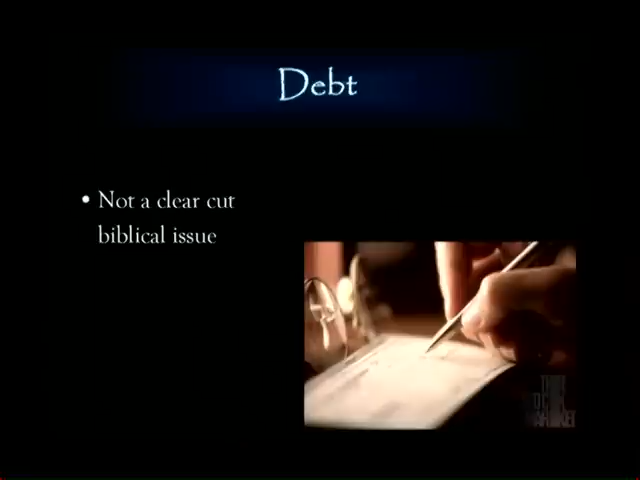 Debt
• Not a clear cut
biblical issue